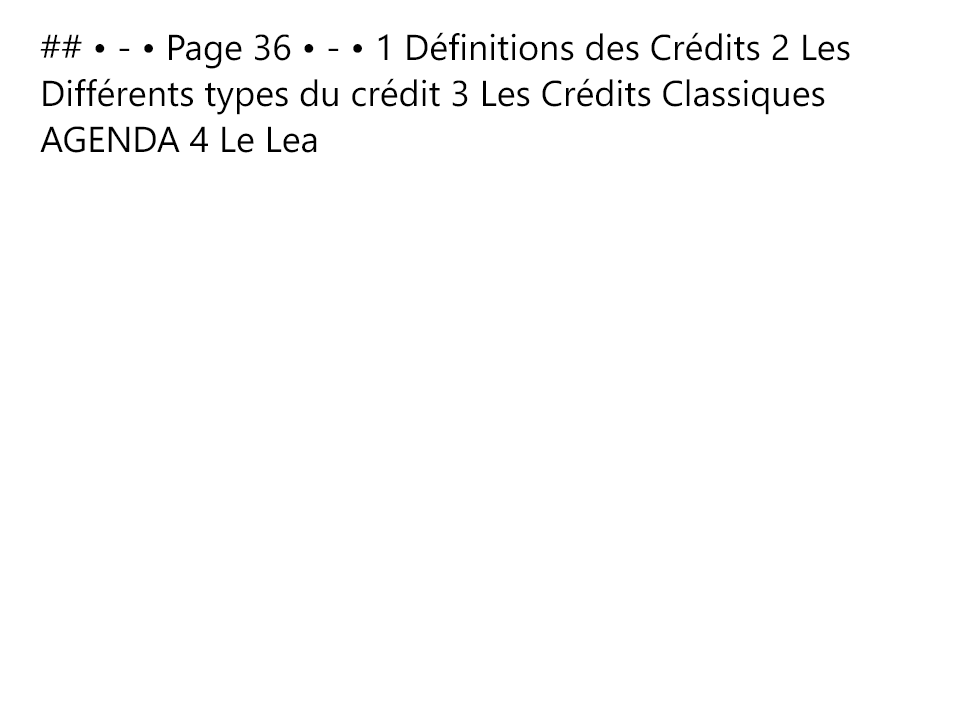 ## • - • Page 36 • - • 1 Définitions des Crédits 2 Les
Différents types du crédit 3 Les Crédits Classiques
AGENDA 4 Le Lea